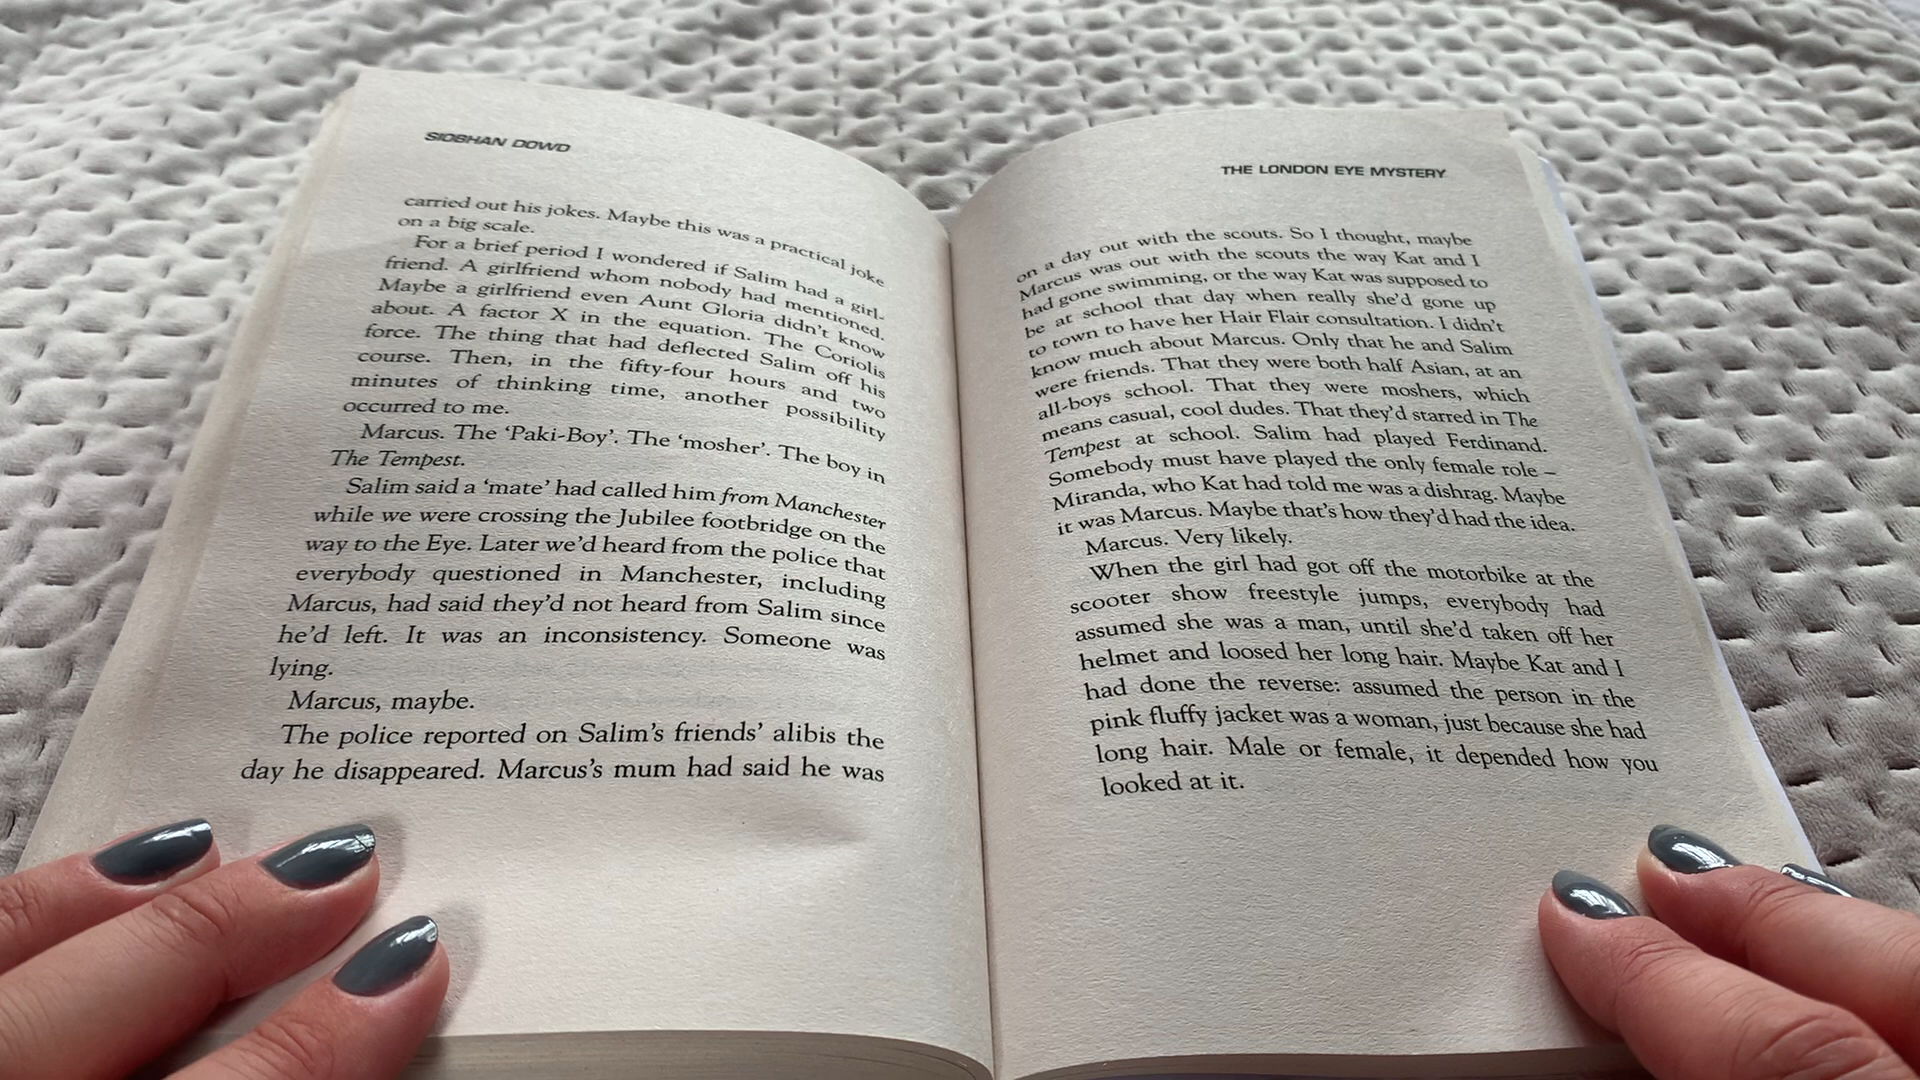 SIOBHAN DOWD
carried out his jokes. Maybe this was a practical joke
on a big scale.
For a brief period I wondered if Salim had a girl-
friend. A girlfriend whom nobody had mentioned.
Maybe a girlfriend even Aunt Gloria didn't know
about. A factor X in the equation. The Coriolis
force. The thing that had deflected Salim off his
course. Then, in the fifty-four hours and two
minutes of thinking time, another possibility
occurred to me.
Marcus. The 'Paki-Boy'. The 'mosher'. The boy in
The Tempest.
Salim said a 'mate' had called him from Manchester
while we were crossing the Jubilee footbridge on the
way to the Eye. Later we'd heard from the police that
everybody questioned in Manchester, including
Marcus, had said they'd not heard from Salim since
he'd left. It was an inconsistency. Someone was
lying.
Marcus, maybe.
The police reported on Salim's friends' alibis the
day he disappeared. Marcus's mum had said he was
THE LONDON EYE MYSTERY
on a day out with the scouts. So I thought, maybe
Marcus was out with the scouts the way Kat and I
had gone swimming, or the way Kat was supposed to
be at school that day when really she'd gone up
to town to have her Hair Flair consultation. I didn't
know much about Marcus. Only that he and Salim
were friends. That they were both half Asian, at an
all-boys school. That they were moshers, which
means casual, cool dudes. That they'd starred in The
Tempest at school. Salim had played Ferdinand.
Somebody must have played the only female role –
Miranda, who Kat had told me was a dishrag. Maybe
it was Marcus. Maybe that's how they'd had the idea.
Marcus. Very likely.
When the girl had got off the motorbike at the
scooter show freestyle jumps, everybody had
assumed she was a man, until she'd taken off her
helmet and loosed her long hair. Maybe Kat and I
had done the reverse: assumed the person in the
pink fluffy jacket was a woman, just because she had
long hair. Male or female, it depended how you
looked at it.